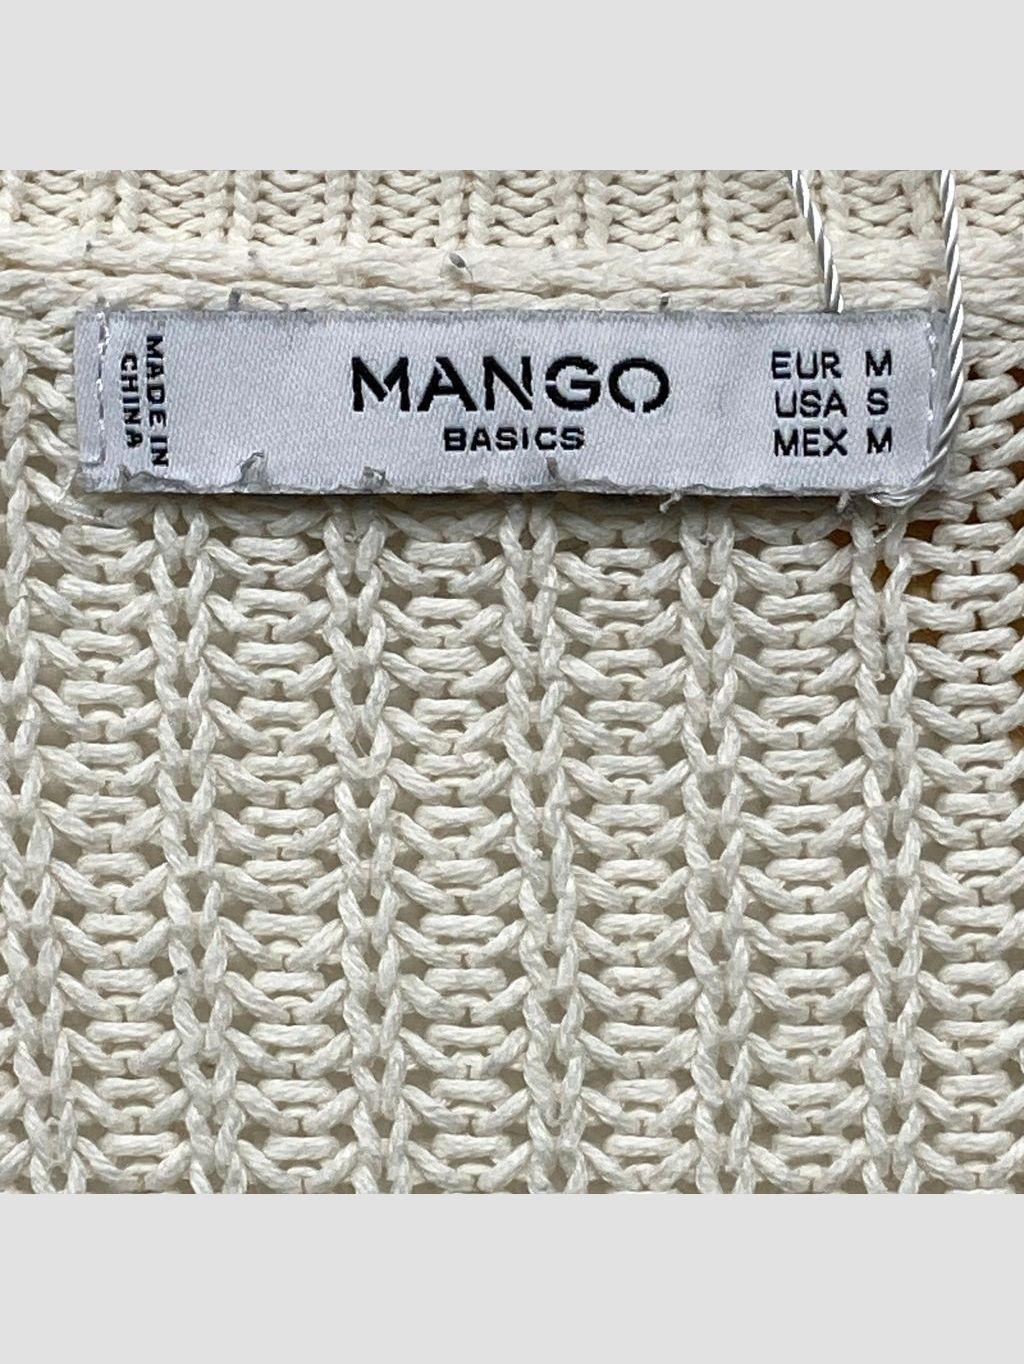 MADE IN
CHINA
MANGO
BASICS
EUR M
USA S
MEX M